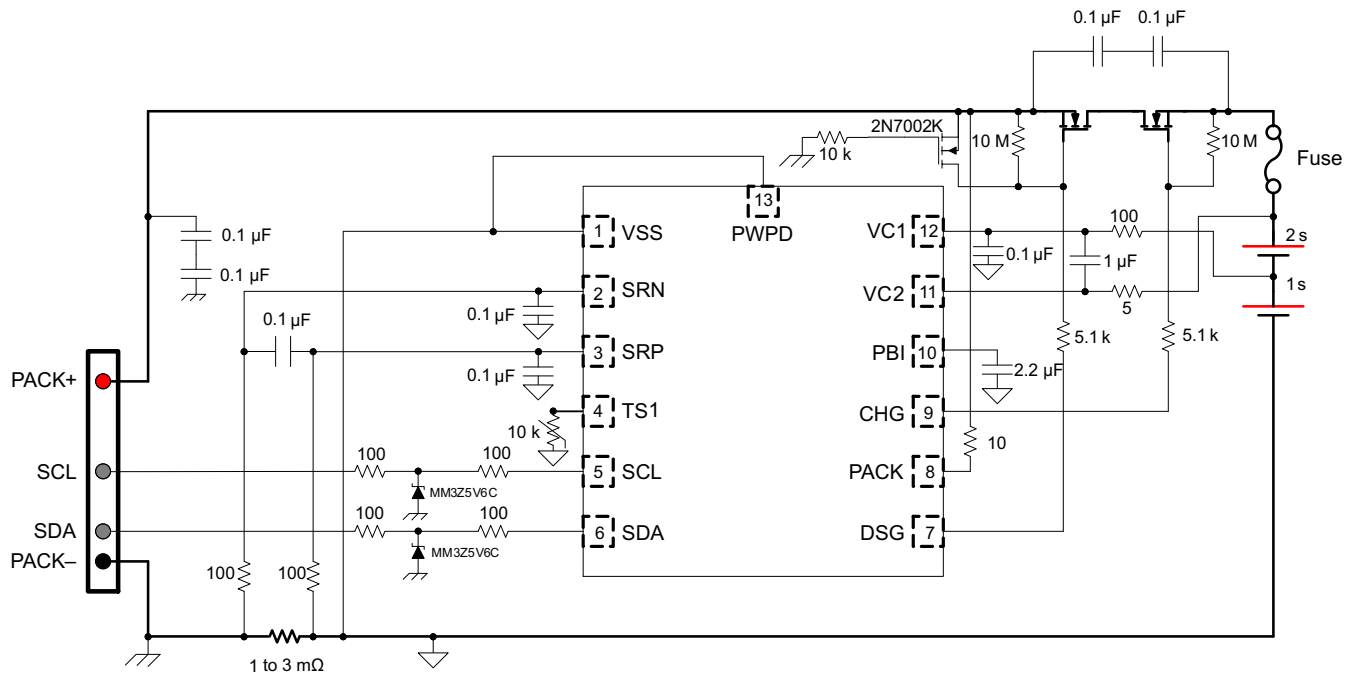 0.1 µF
0.1 µF
2N7002K
10 k
10 M
10 M
Fuse
13
PWPD
0.1 µF
0.1 µF
1
VSS
VC1
12
0.1 µF
100
1 µF
2 s
1 s
2
SRN
0.1 µF
VC2
11
5
0.1 µF
3
SRP
0.1 µF
PBI
10
2.2 µF
5.1 k
5.1 k
PACK+
4
TS1
10 k
CHG
9
10
SCL
100
100
MM3Z5V6C
5
SCL
PACK
8
SDA
100
100
MM3Z5V6C
6
SDA
DSG
7
PACK–
100
100
1 to 3 mΩ